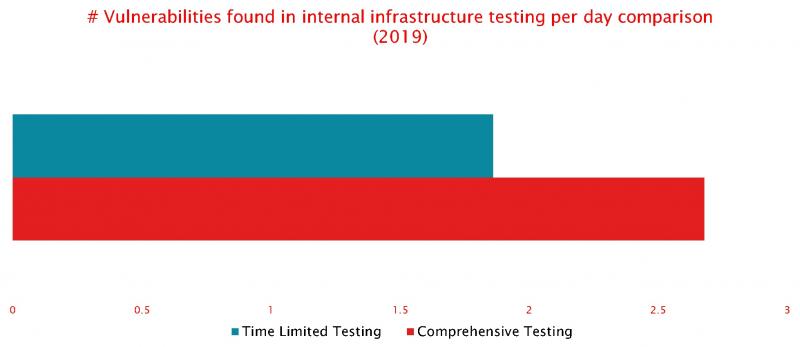 # Vulnerabilities found in internal infrastructure testing per day comparison
(2019)
0 0.5 1 1.5 2 2.5 3
Time Limited Testing Comprehensive Testing